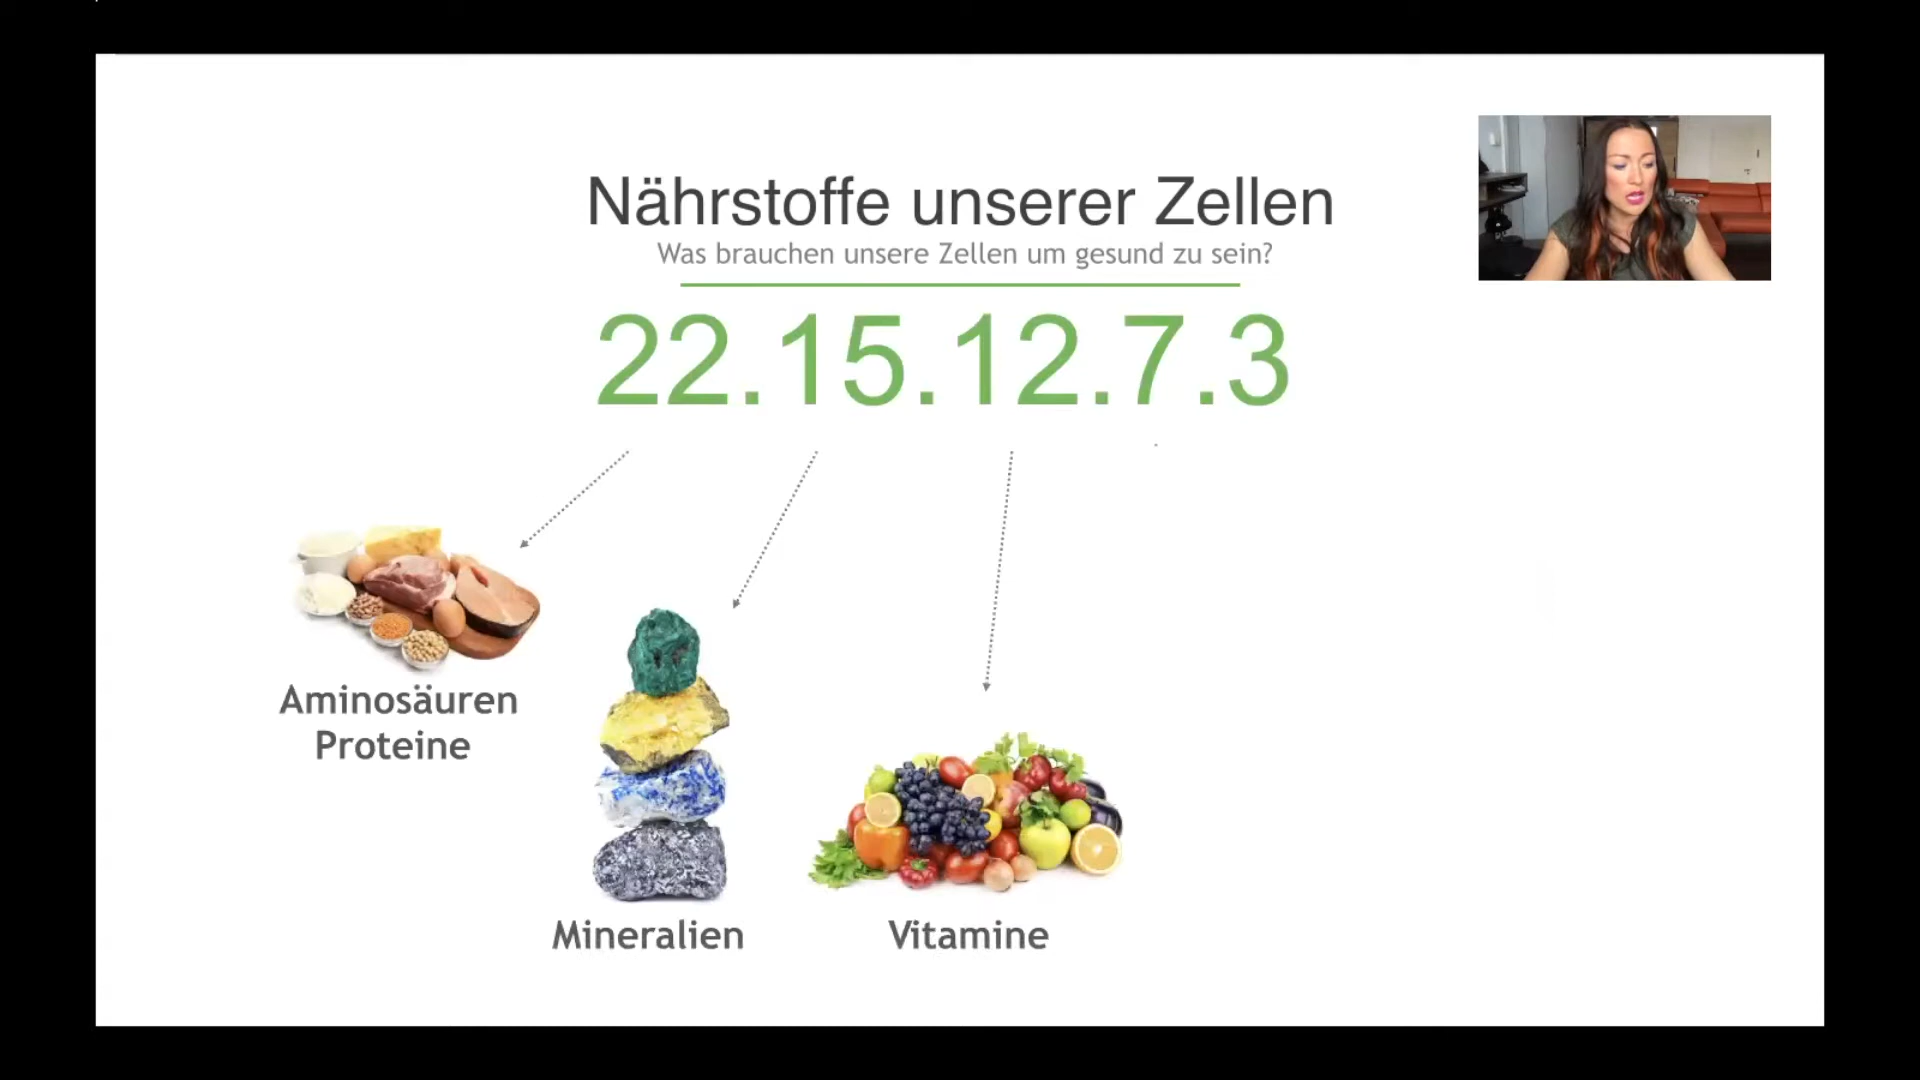 Nährstoffe unserer Zellen
Was brauchen unsere Zellen um gesund zu sein?
22.15.12.7.3
Aminosäuren
Proteine
Mineralien
Vitamine